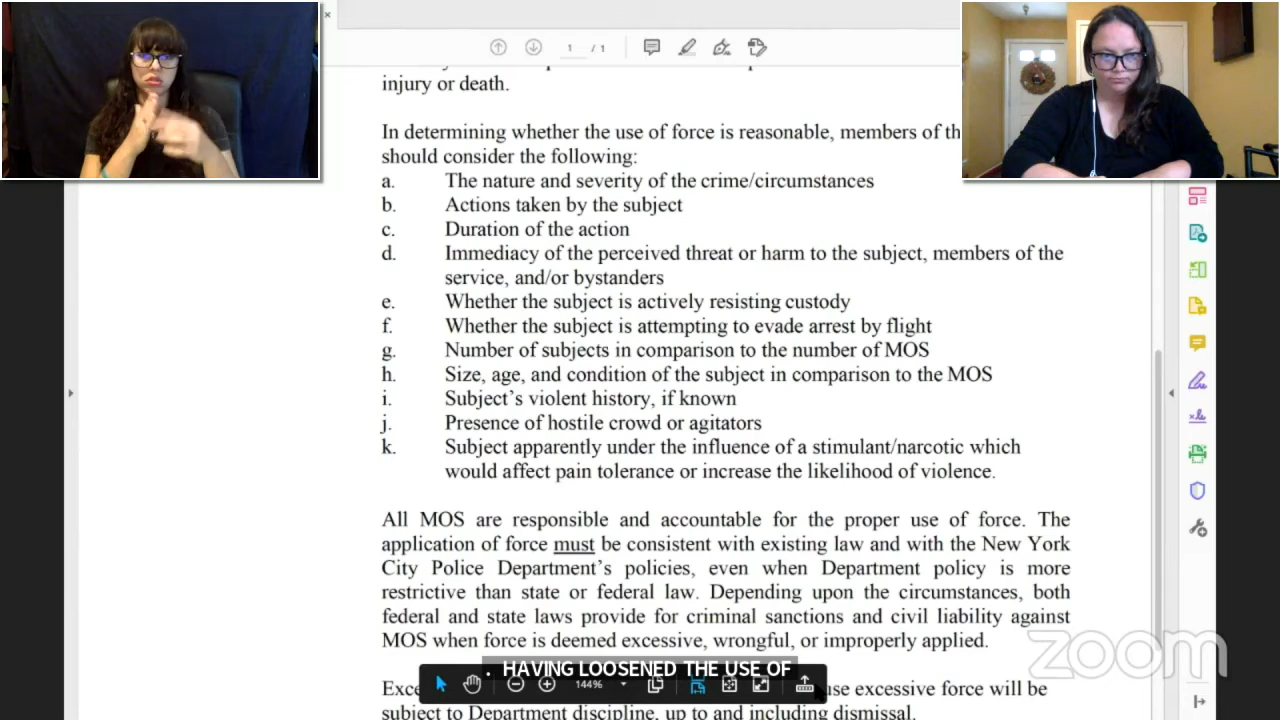 1 / 1
injury or death.
In determining whether the use of force is reasonable, members of th
should consider the following:
a. The nature and severity of the crime/circumstances
b. Actions taken by the subject
c. Duration of the action
d. Immediacy of the perceived threat or harm to the subject, members of the
service, and/or bystanders
e. Whether the subject is actively resisting custody
f. Whether the subject is attempting to evade arrest by flight
g. Number of subjects in comparison to the number of MOS
h. Size, age, and condition of the subject in comparison to the MOS
i. Subject's violent history, if known
j. Presence of hostile crowd or agitators
k. Subject apparently under the influence of a stimulant/narcotic which
would affect pain tolerance or increase the likelihood of violence.
All MOS are responsible and accountable for the proper use of force. The
application of force must be consistent with existing law and with the New York
City Police Department's policies, even when Department policy is more
restrictive than state or federal law. Depending upon the circumstances, both
federal and state laws provide for criminal sanctions and civil liability against
MOS when force is deemed excessive, wrongful, or improperly applied.
zoom
. HAVING LOOSENED THE USE OF
144%
Exce use excessive force will be
subject to Department discipline, up to and including dismissal.